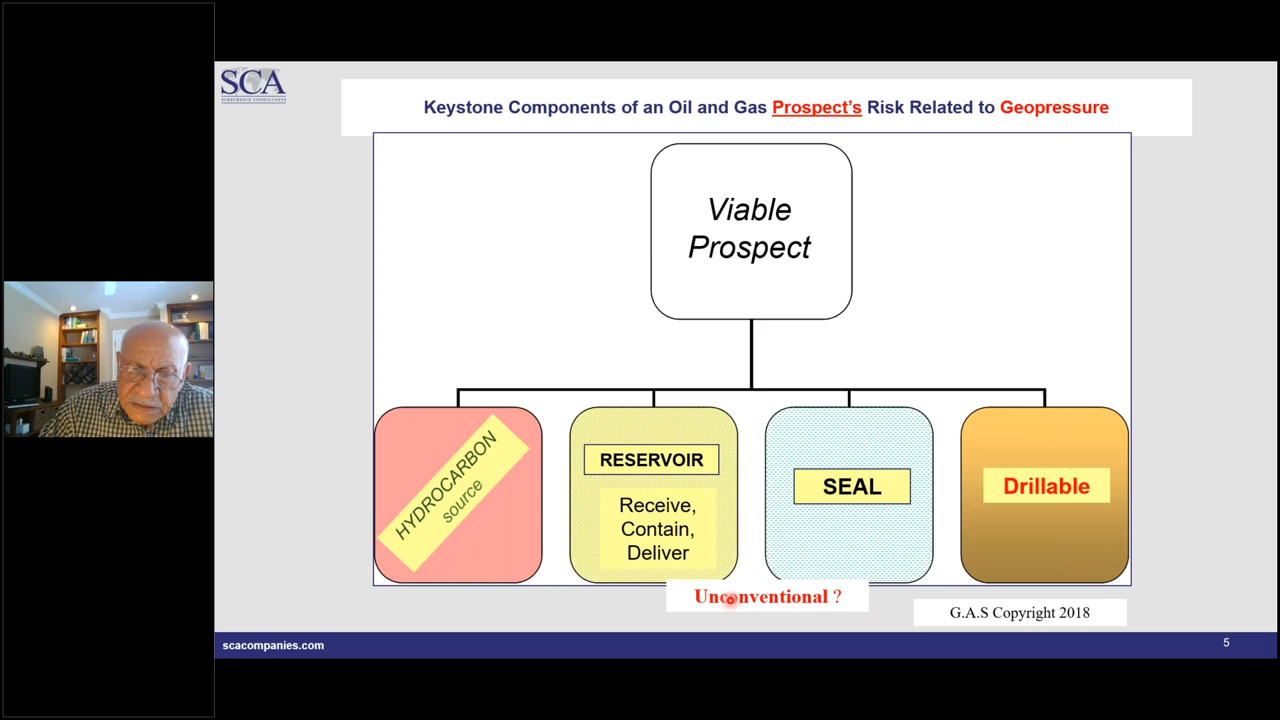 SCA
SUBSURFACE CONSULTANTS
Keystone Components of an Oil and Gas Prospect's Risk Related to Geopressure
Viable
Prospect
HYDROCARBON
source
RESERVOIR
Receive,
Contain,
Deliver
SEAL
Drillable
Unconventional ?
G.A.S Copyright 2018
scacompanies.com
5